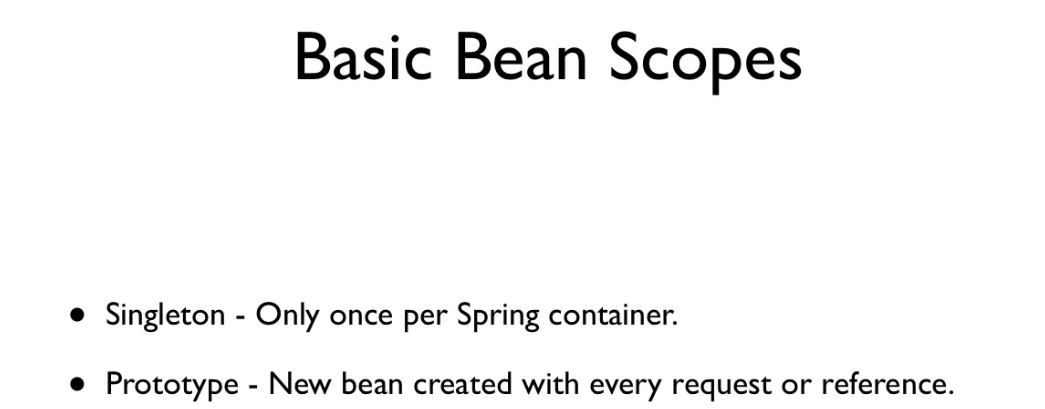 Basic Bean Scopes
• Singleton - Only once per Spring container.
• Prototype - New bean created with every request or reference.